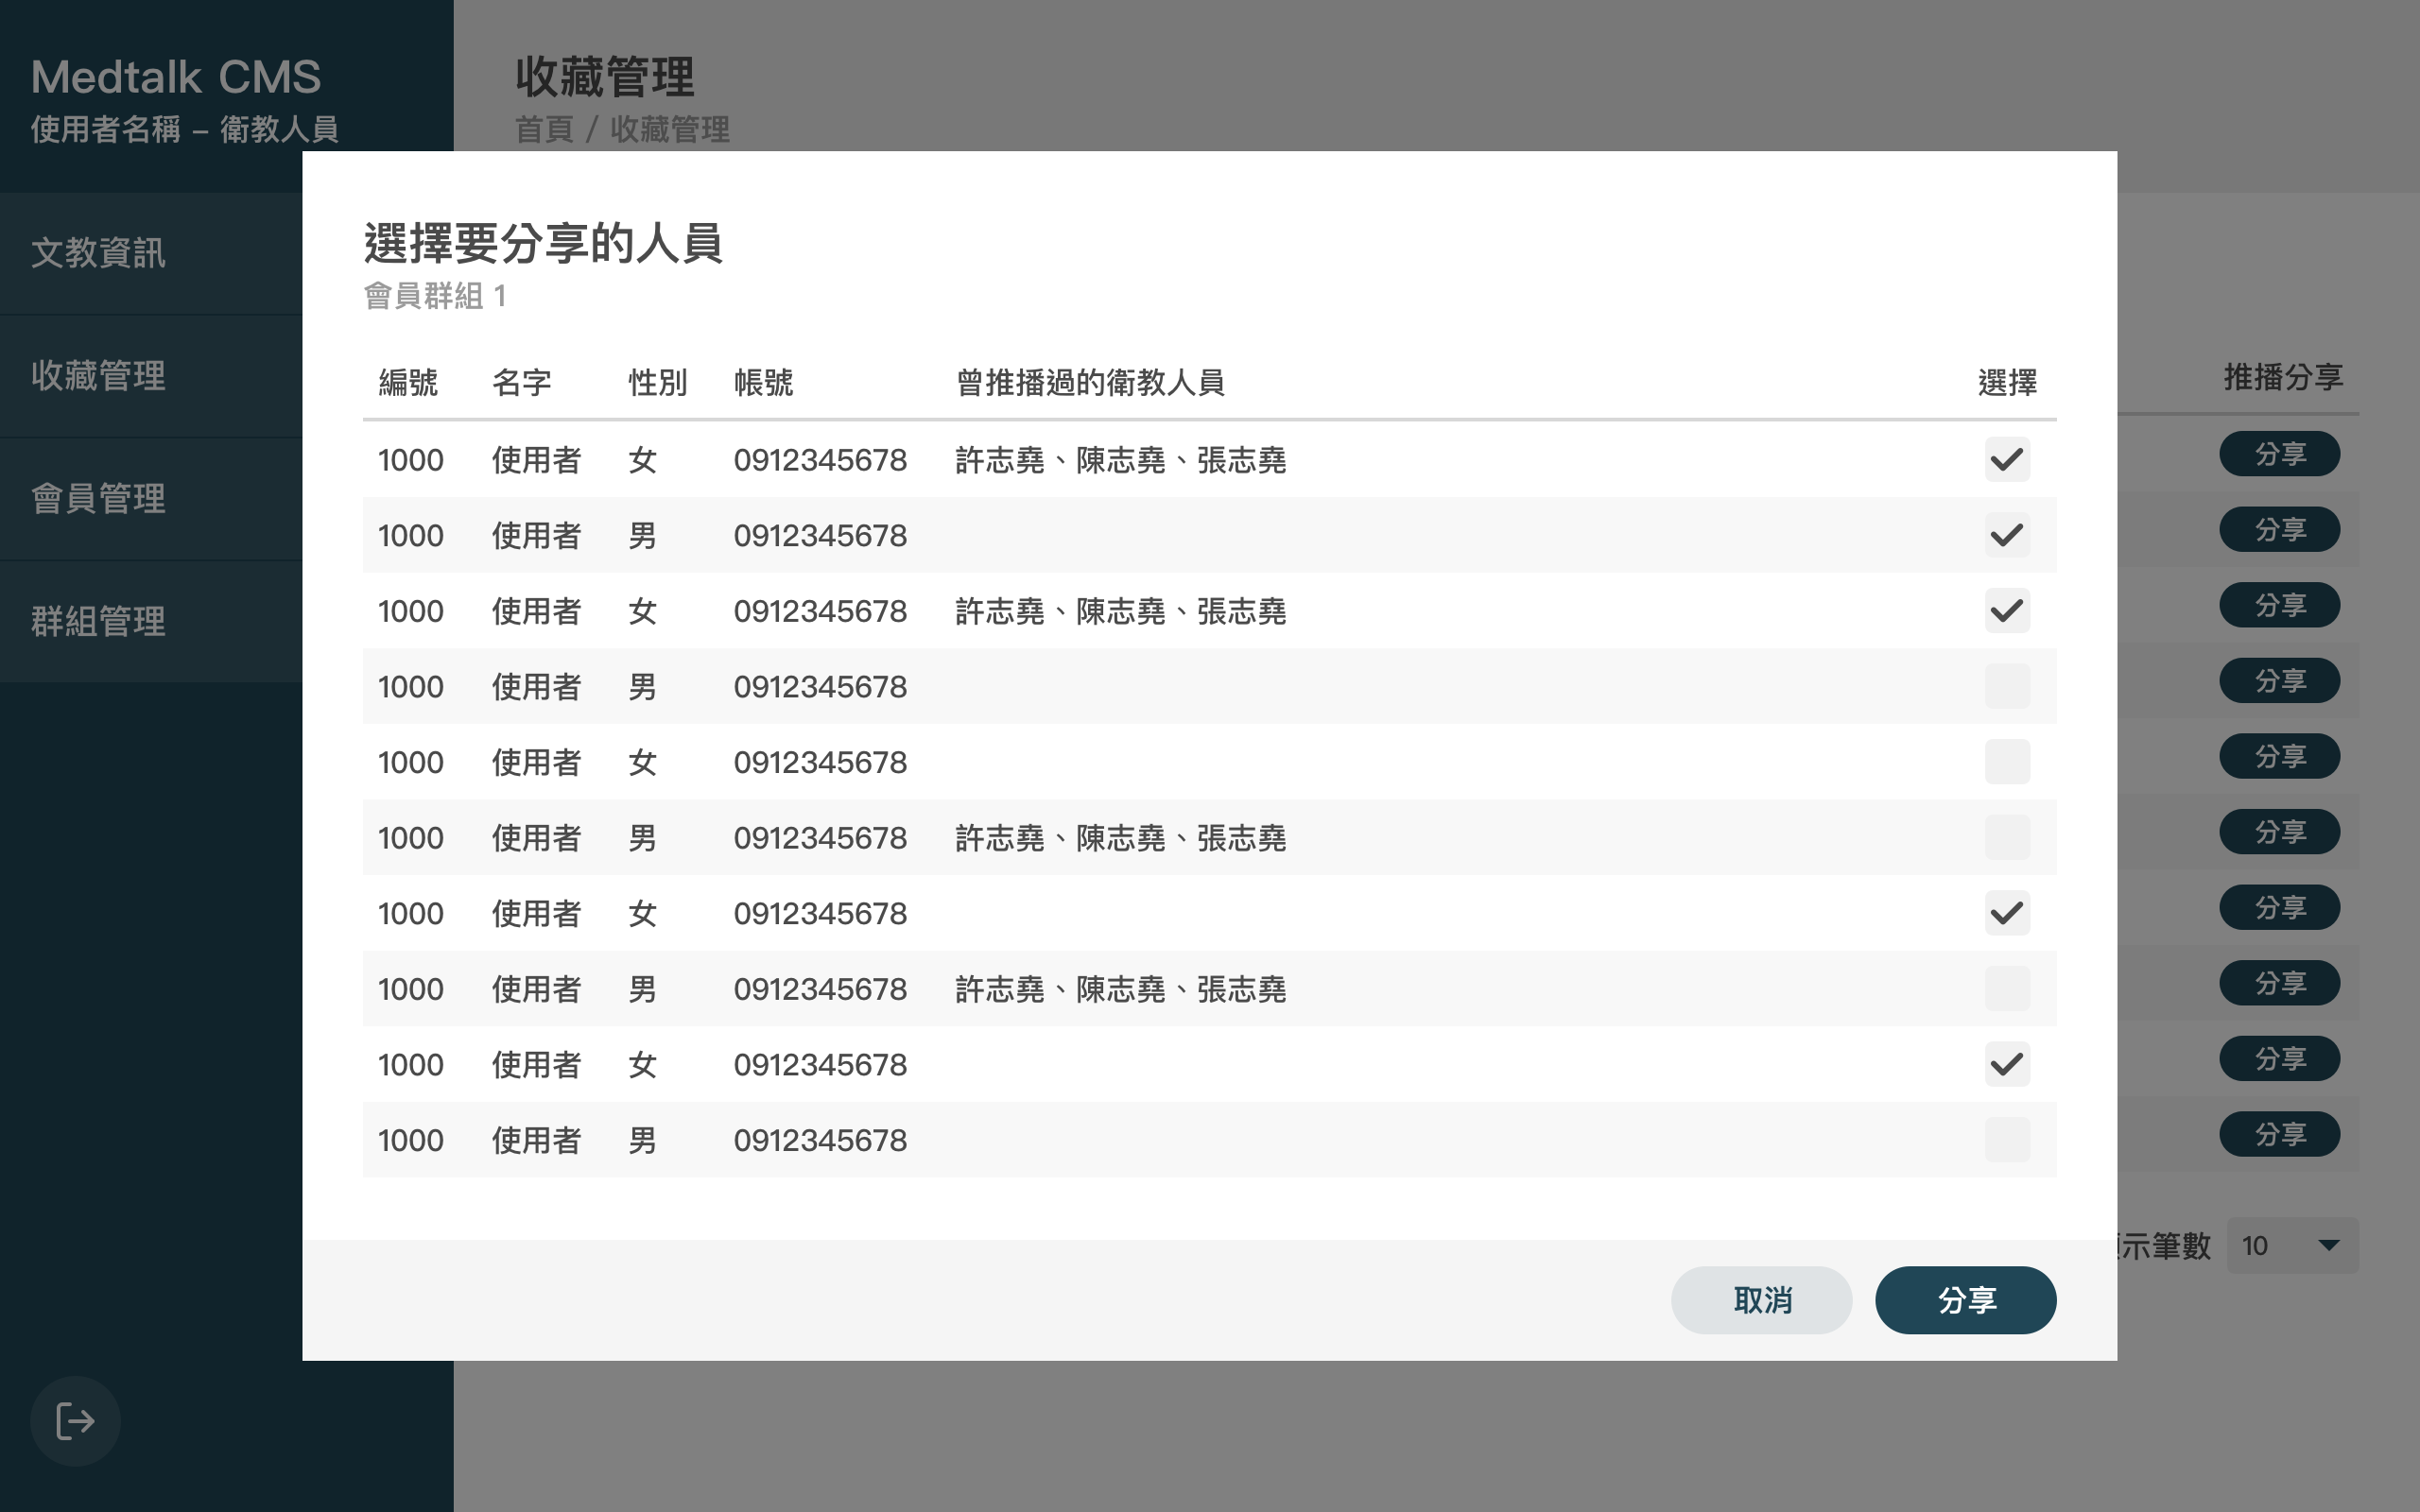 Medtalk CMS
使用者名稱 – 衛教人員
文教資訊
收藏管理
會員管理
群組管理
收藏管理
首頁 / 收藏管理
選擇要分享的人員
會員群組 1
編號 名字 性別 帳號 曾推播過的衛教人員 選擇
1000 使用者 女 0912345678 許志堯、陳志堯、張志堯
1000 使用者 男 0912345678
1000 使用者 女 0912345678 許志堯、陳志堯、張志堯
1000 使用者 男 0912345678
1000 使用者 女 0912345678
1000 使用者 男 0912345678 許志堯、陳志堯、張志堯
1000 使用者 女 0912345678
1000 使用者 男 0912345678 許志堯、陳志堯、張志堯
1000 使用者 女 0912345678
1000 使用者 男 0912345678
取消 分享
推播分享
分享
分享
分享
分享
分享
分享
分享
分享
分享
分享
示筆數 10